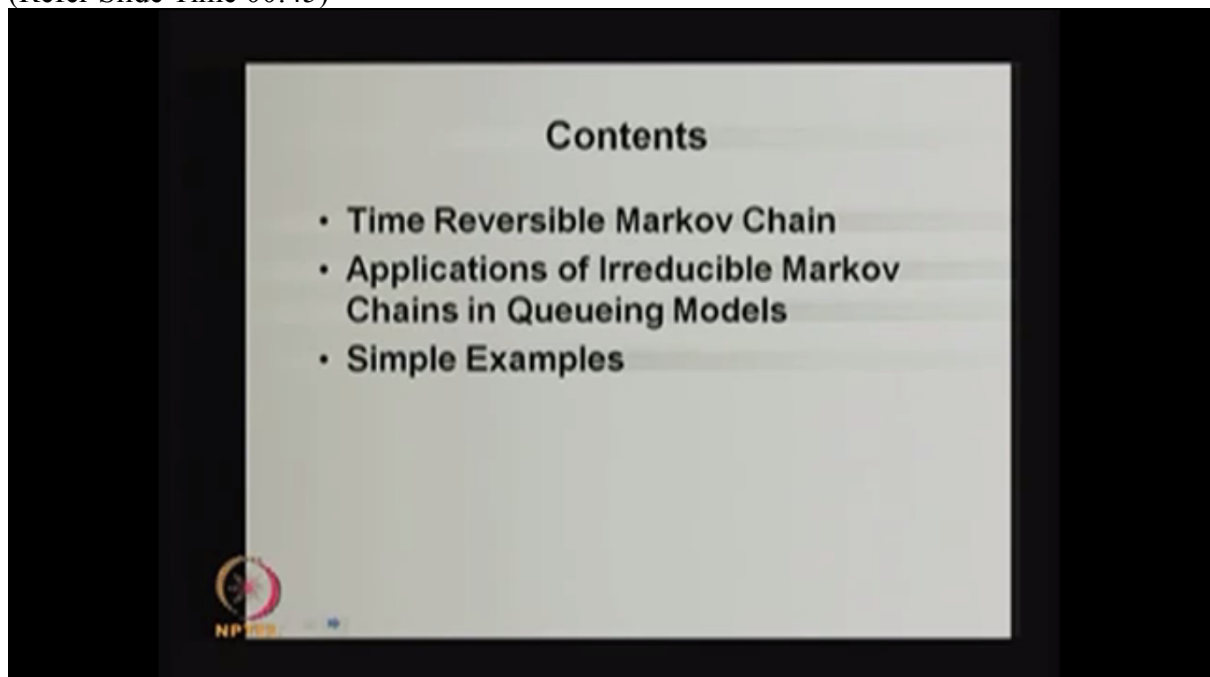 (Refer Slide Time 00:45)
Contents
• Time Reversible Markov Chain
• Applications of Irreducible Markov
Chains in Queueing Models
• Simple Examples
NPTEL